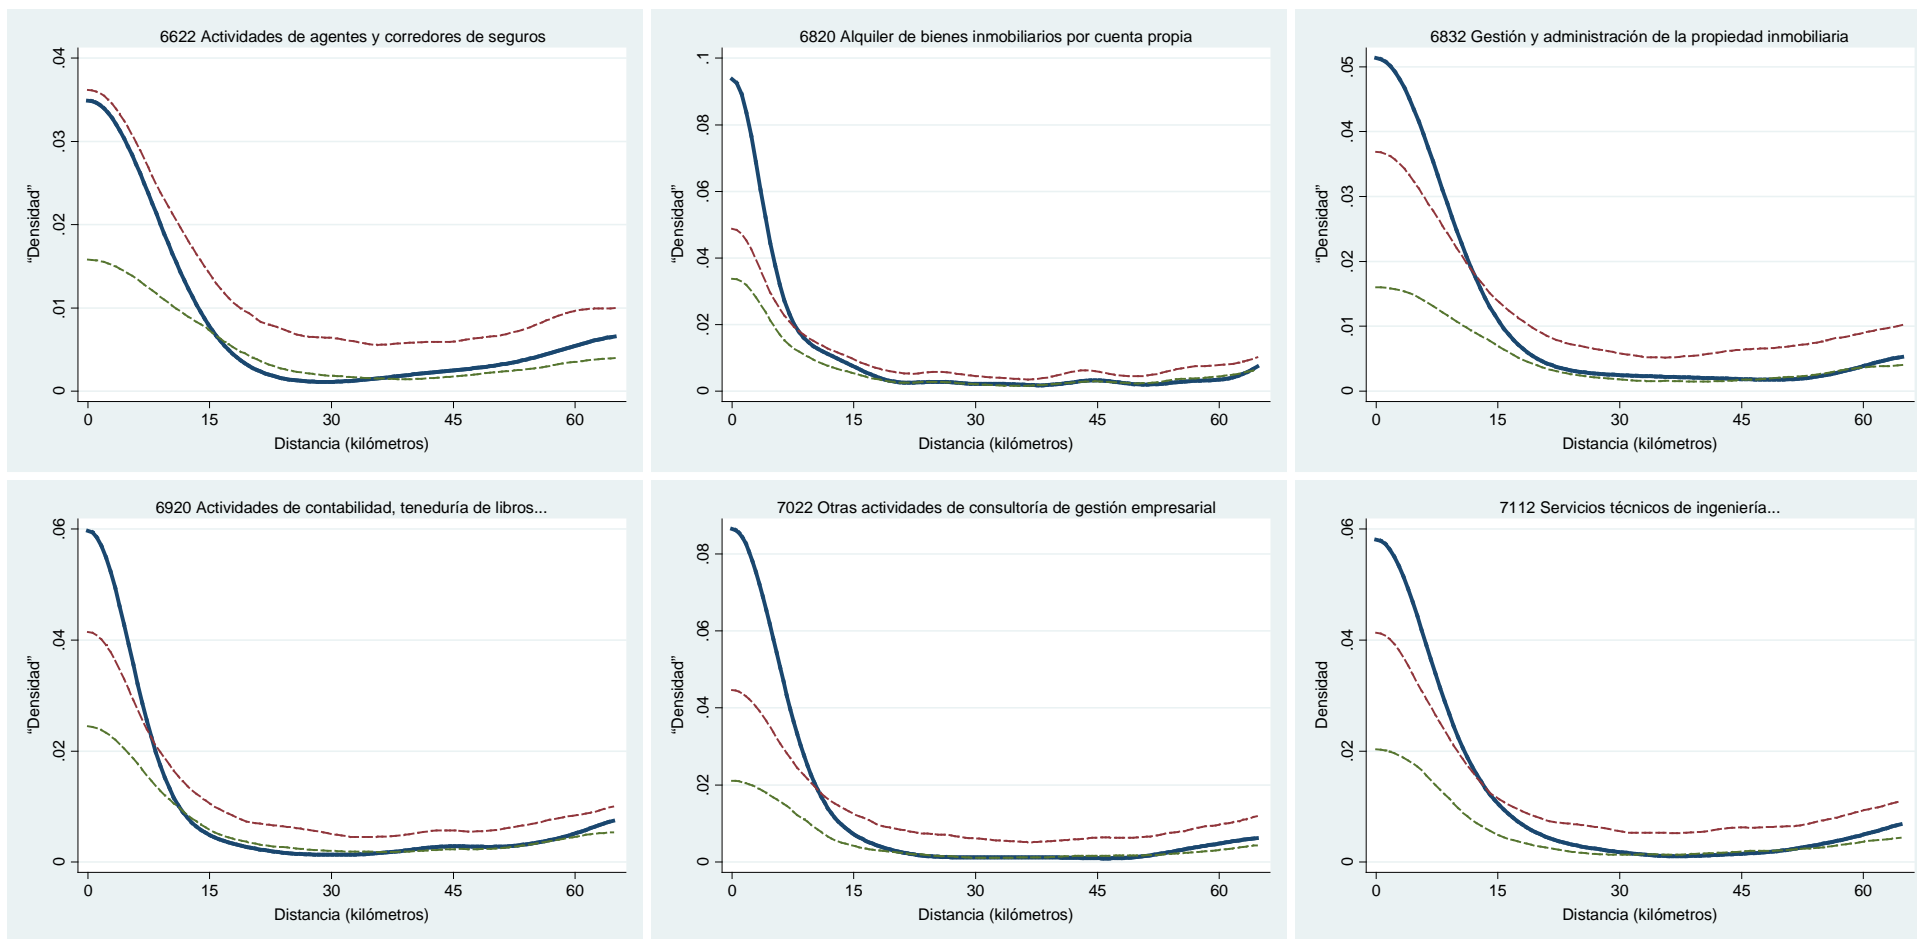 6622 Actividades de agentes y corredores de seguros
“Densidad”
.04
.03
.02
.01
0
0 15 30 45 60
Distancia (kilómetros)
6820 Alquiler de bienes inmobiliarios por cuenta propia
“Densidad”
.1
.08
.06
.04
.02
0
0 15 30 45 60
Distancia (kilómetros)
6832 Gestión y administración de la propiedad inmobiliaria
“Densidad”
.05
.04
.03
.02
.01
0
0 15 30 45 60
Distancia (kilómetros)
6920 Actividades de contabilidad, teneduría de libros...
“Densidad”
.06
.04
.02
0
0 15 30 45 60
Distancia (kilómetros)
7022 Otras actividades de consultoría de gestión empresarial
“Densidad”
.08
.06
.04
.02
0
0 15 30 45 60
Distancia (kilómetros)
7112 Servicios técnicos de ingeniería...
Densidad
.06
.04
.02
0
0 15 30 45 60
Distancia (kilómetros)